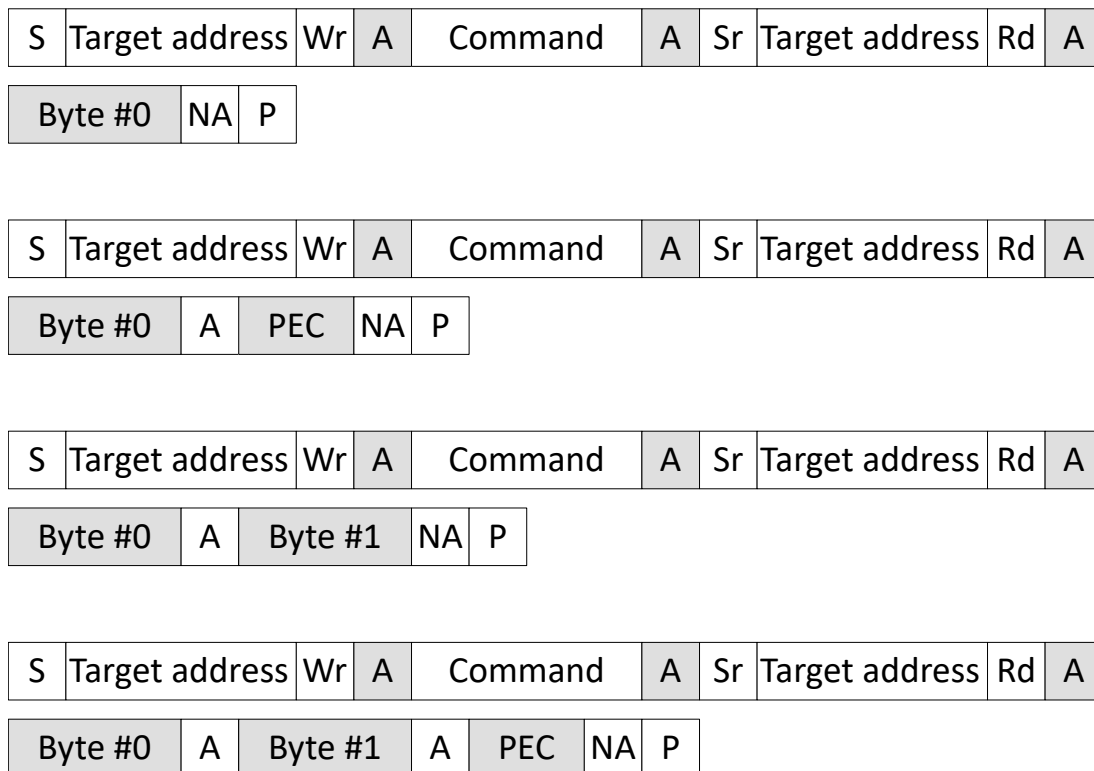 S Target address Wr A Command A Sr Target address Rd A
Byte #0 NA P
S Target address Wr A Command A Sr Target address Rd A
Byte #0 A PEC NA P
S Target address Wr A Command A Sr Target address Rd A
Byte #0 A Byte #1 NA P
S Target address Wr A Command A Sr Target address Rd A
Byte #0 A Byte #1 A PEC NA P